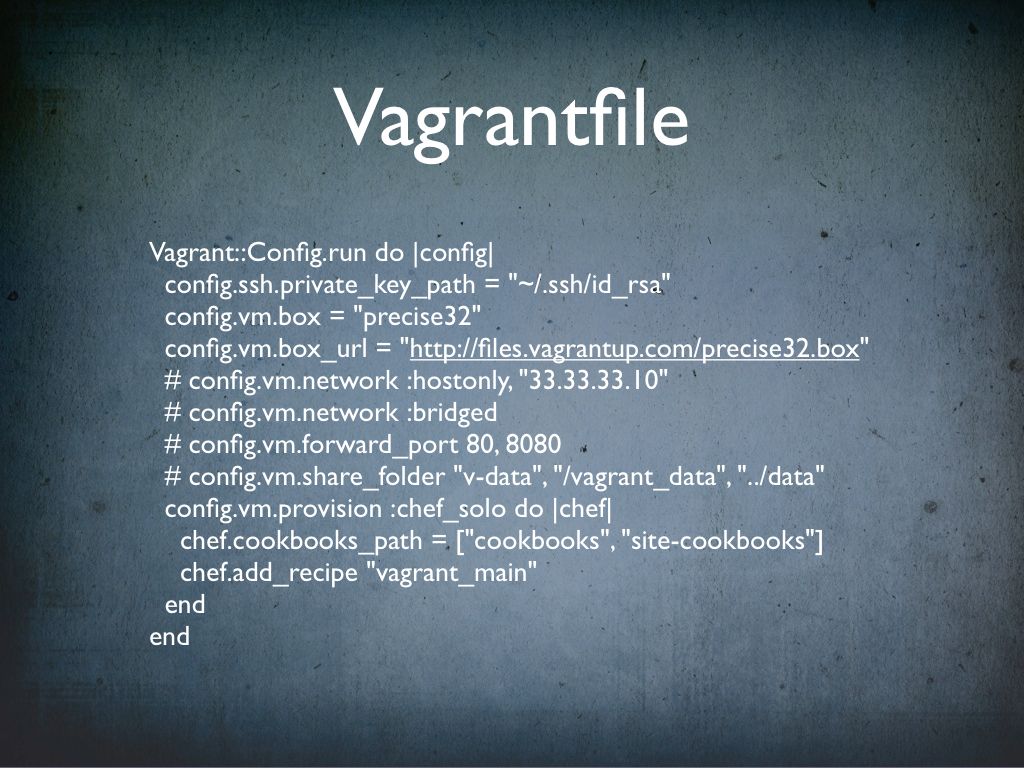 Vagrantfile
Vagrant::Config.run do |config|
config.ssh.private_key_path = "~/.ssh/id_rsa"
config.vm.box = "precise32"
config.vm.box_url = "http://files.vagrantup.com/precise32.box"
# config.vm.network :hostonly, "33.33.33.10"
# config.vm.network :bridged
# config.vm.forward_port 80, 8080
# config.vm.share_folder "v-data", "/vagrant_data", "../data"
config.vm.provision :chef_solo do |chef|
chef.cookbooks_path = ["cookbooks", "site-cookbooks"]
chef.add_recipe "vagrant_main"
end
end